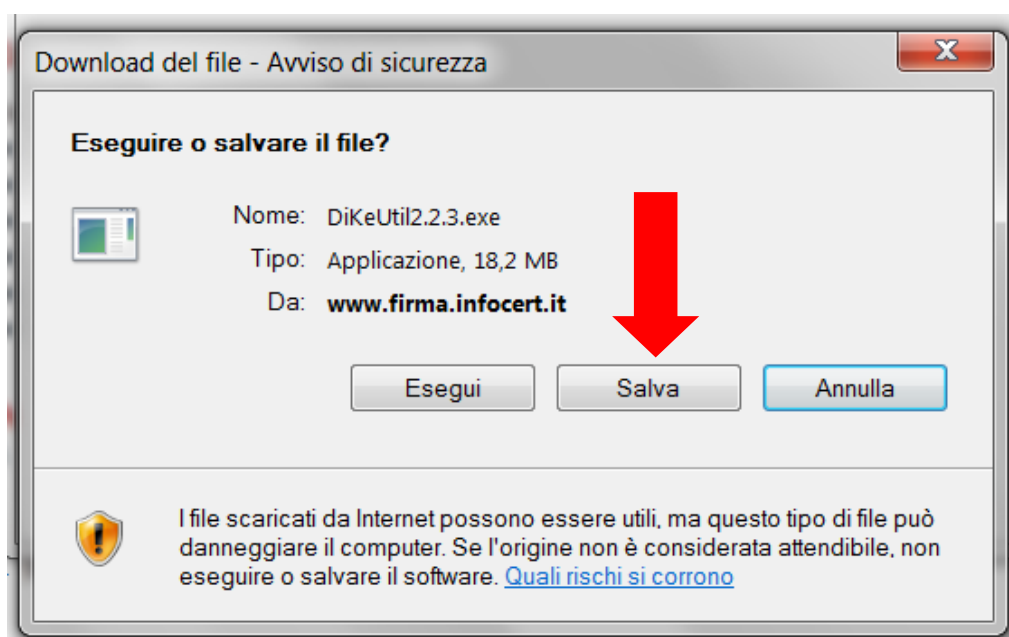 Download del file - Avviso di sicurezza
Eseguire o salvare il file?
Nome: DiKeUtil2.2.3.exe
Tipo: Applicazione, 18,2 MB
Da: www.firma.infocert.it
Esegui Salva Annulla
I file scaricati da Internet possono essere utili, ma questo tipo di file può
danneggiare il computer. Se l'origine non è considerata attendibile, non
eseguire o salvare il software. Quali rischi si corrono